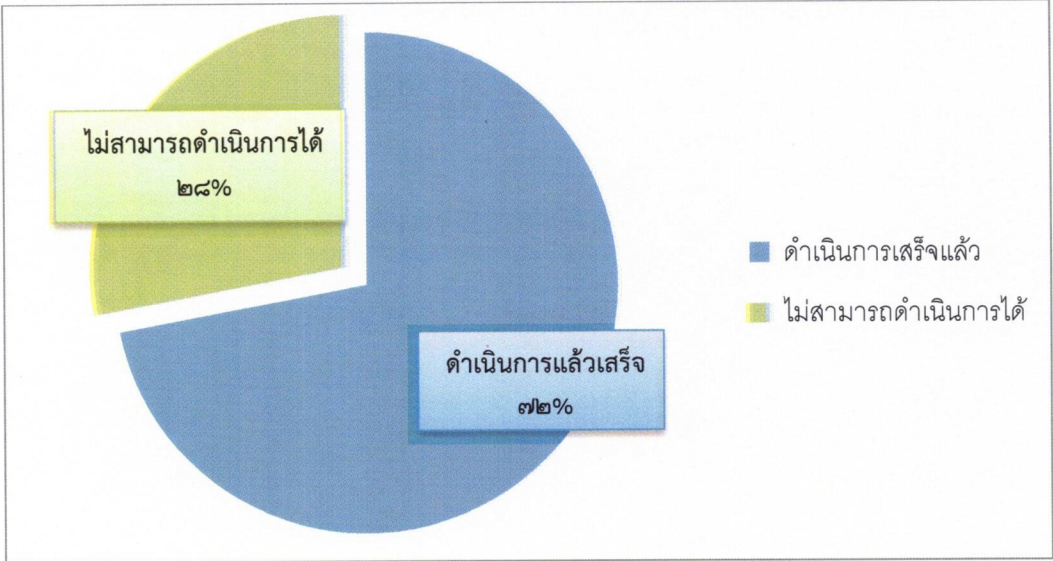 ไม่สามารถดำเนินการได้
๒๘%
ดำเนินการเสร็จแล้ว
ไม่สามารถดำเนินการได้
ดำเนินการแล้วเสร็จ
๗๒%